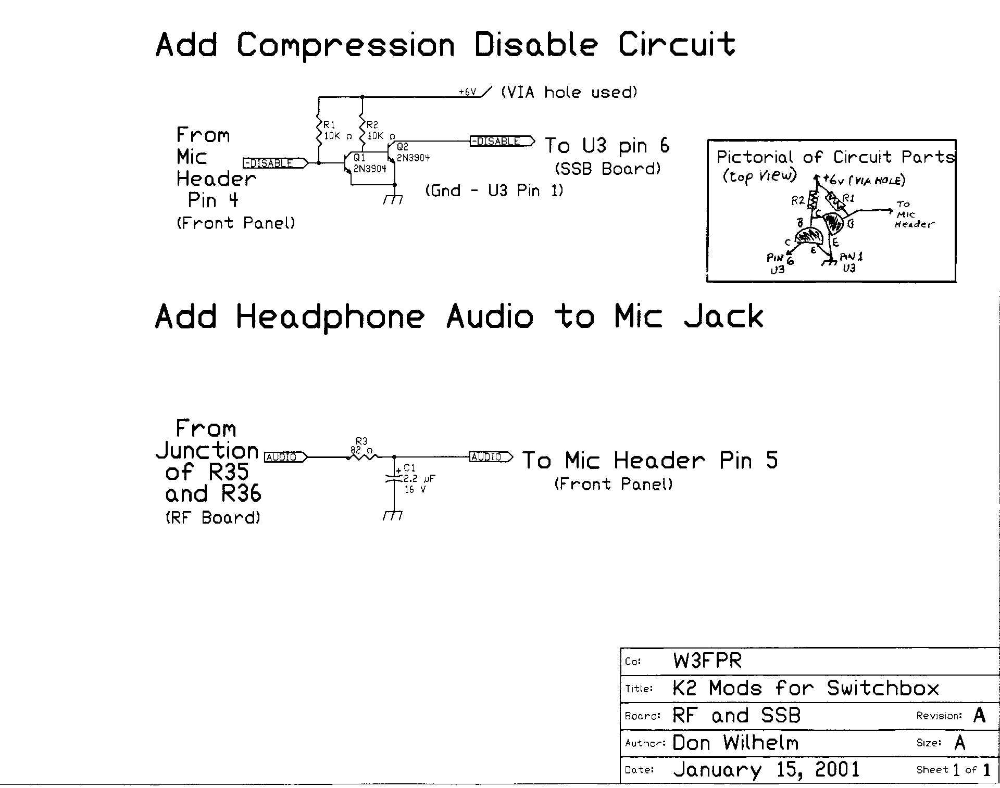 Add Compression Disable Circuit
+6V (VIA hole used)
From
Mic
Header
Pin 4
(Front Panel)
-DISABLE
R1
10K Ω
R2
10K Ω
Q1
2N3904
Q2
2N3904
-DISABLE
To U3 pin 6
(SSB Board)
(Gnd - U3 Pin 1)
Pictorial of Circuit Parts
(top View)
+6v (VIA HOLE)
R2
R1
To
Mic
Header
C
B
B
C
E
E
PIN 6
U3
PIN 1
U3
Add Headphone Audio to Mic Jack
From
Junction
of R35
and R36
(RF Board)
AUDIO
R3
82 Ω
+ C1
2.2 µF
16 V
AUDIO
To Mic Header Pin 5
(Front Panel)
Co: W3FPR
Title: K2 Mods for Switchbox
Board: RF and SSB Revision: A
Author: Don Wilhelm Size: A
Date: January 15, 2001 Sheet 1 of 1